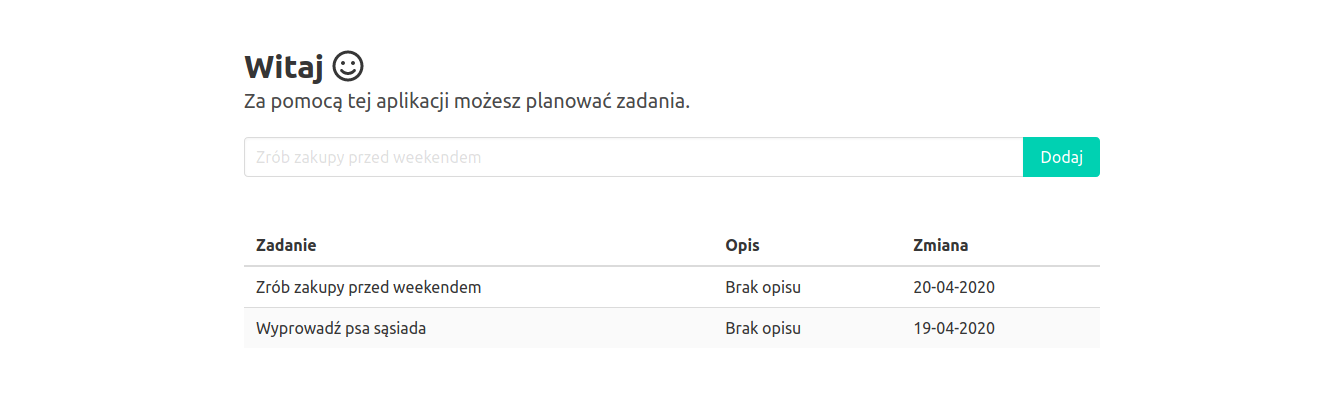 Witaj
Za pomocą tej aplikacji możesz planować zadania.
Zrób zakupy przed weekendem Dodaj
Zadanie Opis Zmiana
Zrób zakupy przed weekendem Brak opisu 20-04-2020
Wyprowadź psa sąsiada Brak opisu 19-04-2020